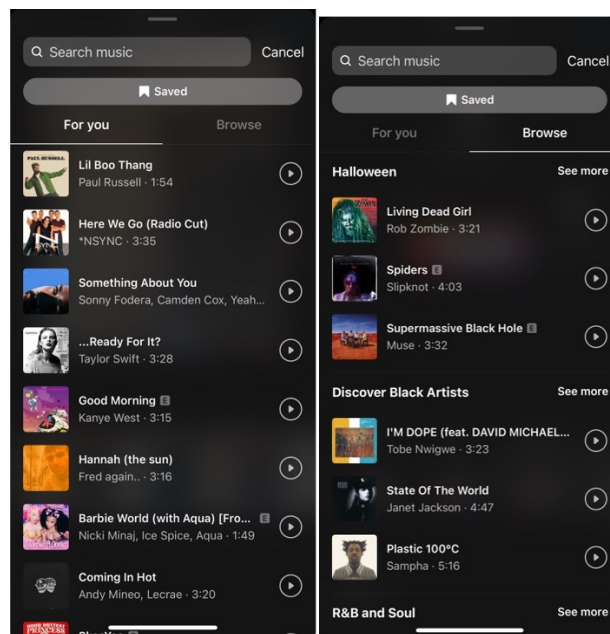 Search music
Cancel
Saved
For you
Browse
PAUL RUSSELL
Lil Boo Thang
Paul Russell · 1:54
Here We Go (Radio Cut)
*NSYNC · 3:35
Something About You
Sonny Fodera, Camden Cox, Yeah...
...Ready For It?
Taylor Swift · 3:28
Good Morning E
Kanye West · 3:15
Hannah (the sun)
Fred again.. · 3:16
Barbie World (with Aqua) [Fro... E
Nicki Minaj, Ice Spice, Aqua · 1:49
Coming In Hot
Andy Mineo, Lecrae · 3:20
PRINCESS
Search music
Cancel
Saved
For you
Browse
Halloween
See more
Living Dead Girl
Rob Zombie · 3:21
Spiders E
Slipknot · 4:03
Supermassive Black Hole E
Muse · 3:32
Discover Black Artists
See more
I'M DOPE (feat. DAVID MICHAEL...
Tobe Nwigwe · 3:23
State Of The World
Janet Jackson · 4:47
Plastic 100°C
Sampha · 5:16
R&B and Soul
See more